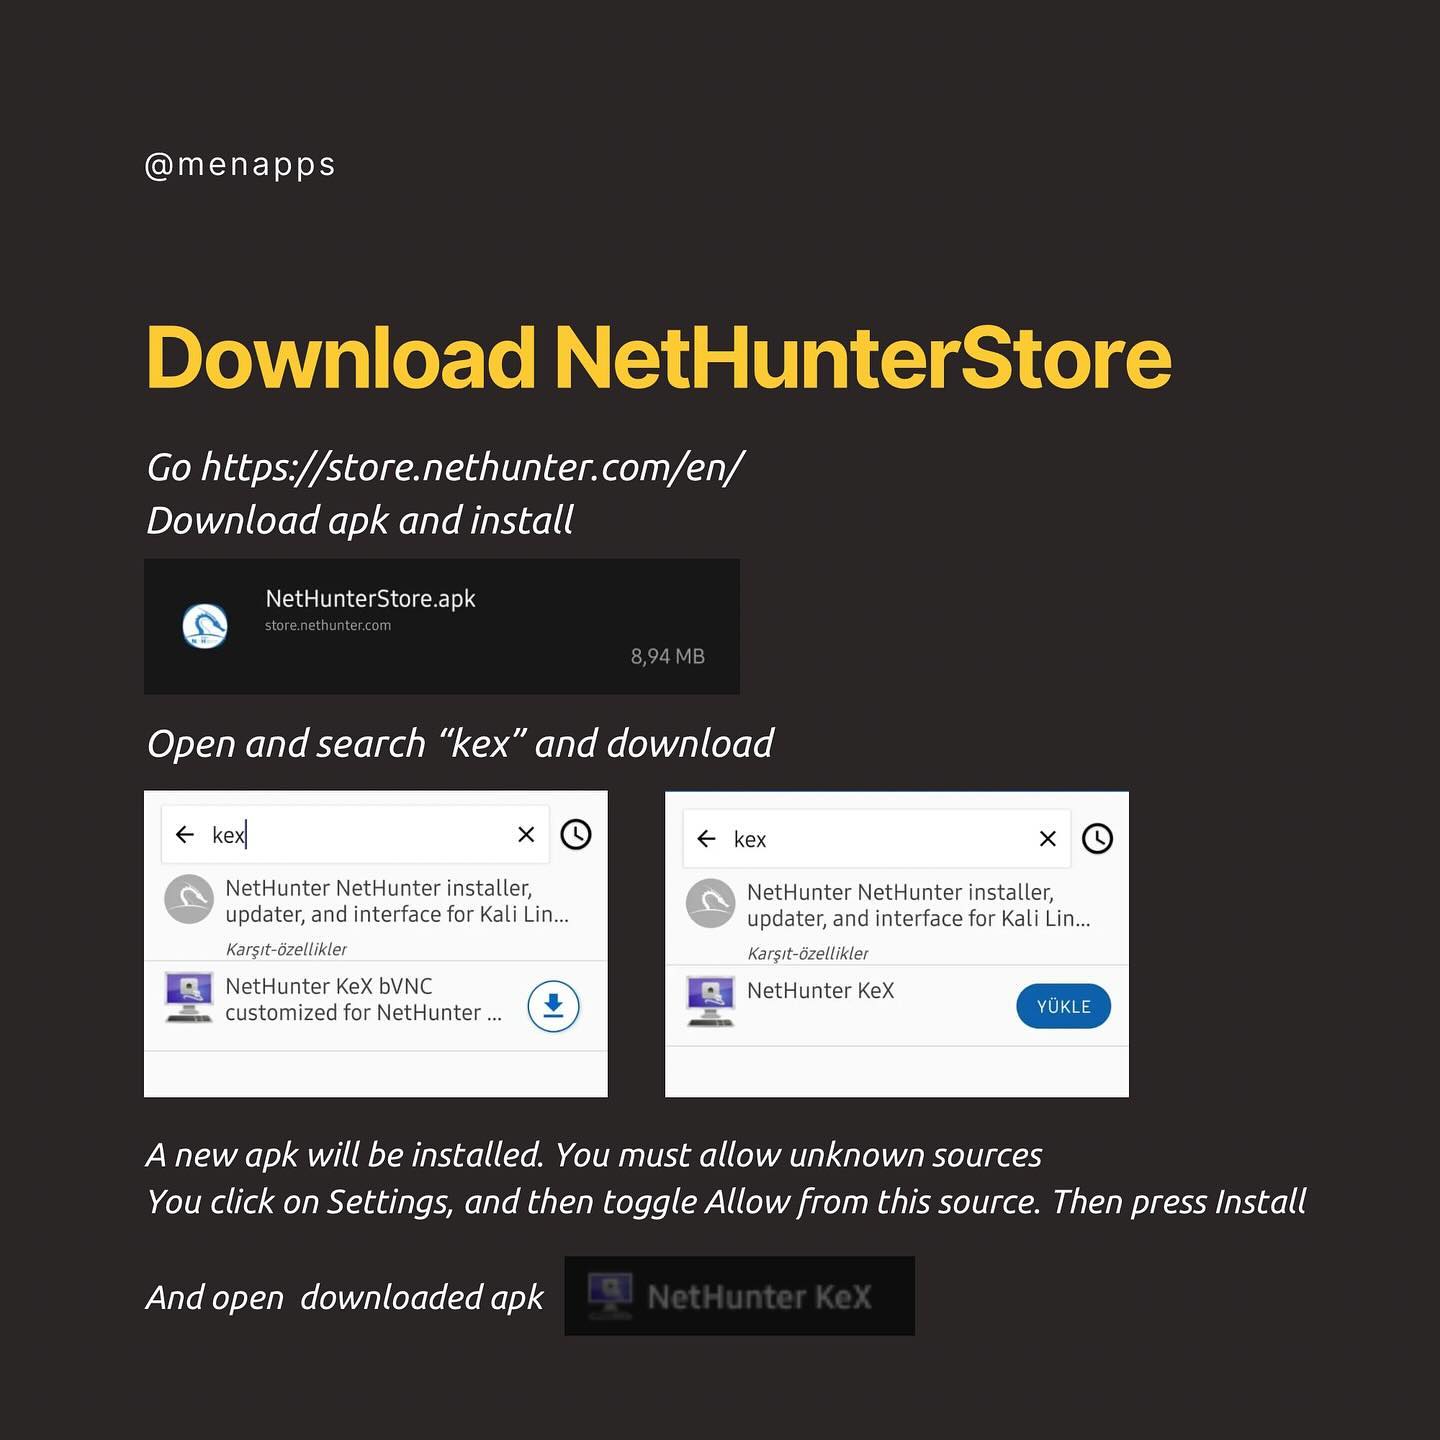 @menapps
Download NetHunterStore
Go https://store.nethunter.com/en/
Download apk and install
NetHunterStore.apk
store.nethunter.com
8,94 MB
Open and search “kex” and download
kex
NetHunter NetHunter installer,
updater, and interface for Kali Lin...
Karşıt-özellikler
NetHunter KeX bVNC
customized for NetHunter ...
kex
NetHunter NetHunter installer,
updater, and interface for Kali Lin...
Karşıt-özellikler
NetHunter KeX
YÜKLE
A new apk will be installed. You must allow unknown sources
You click on Settings, and then toggle Allow from this source. Then press Install
And open  downloaded apk
NetHunter KeX